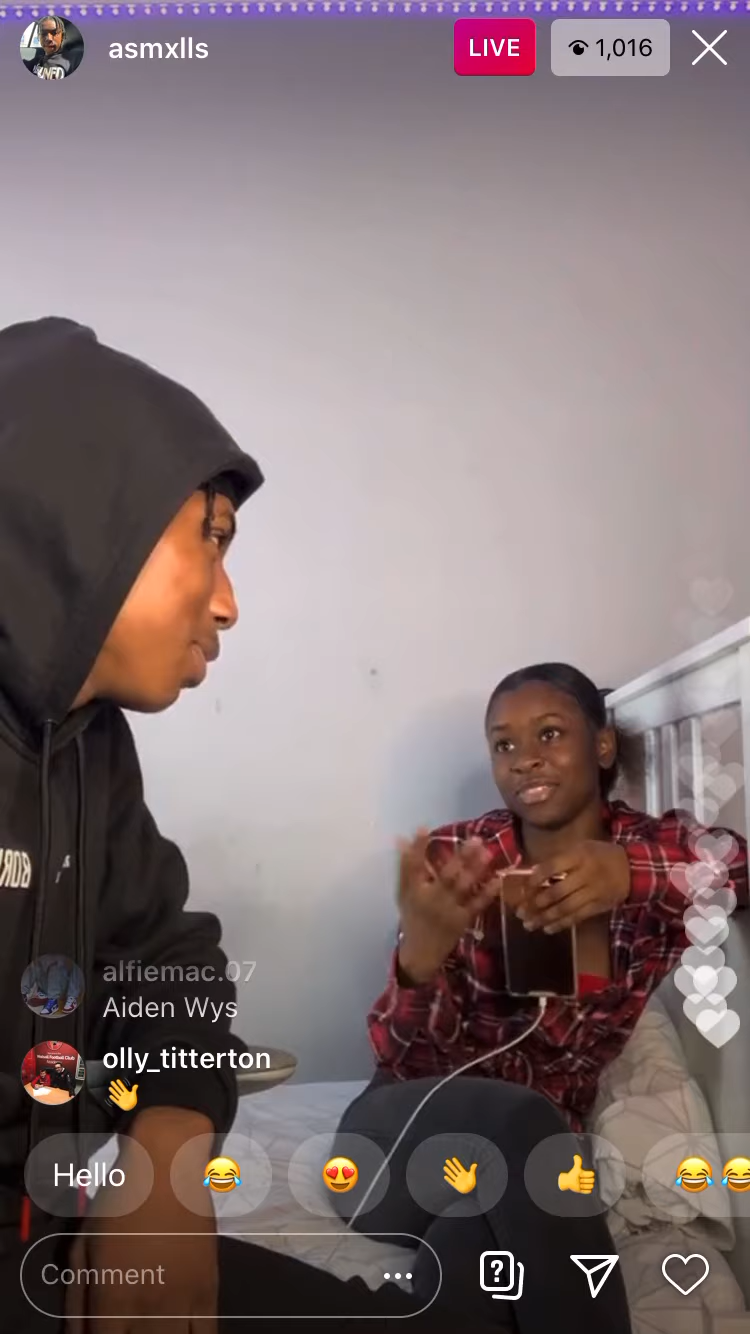 asmxlls
LIVE
1,016
alfiemac.07
Aiden Wys
olly_titterton
👋
Hello
😂
😍
👋
👍
😂😂
Comment